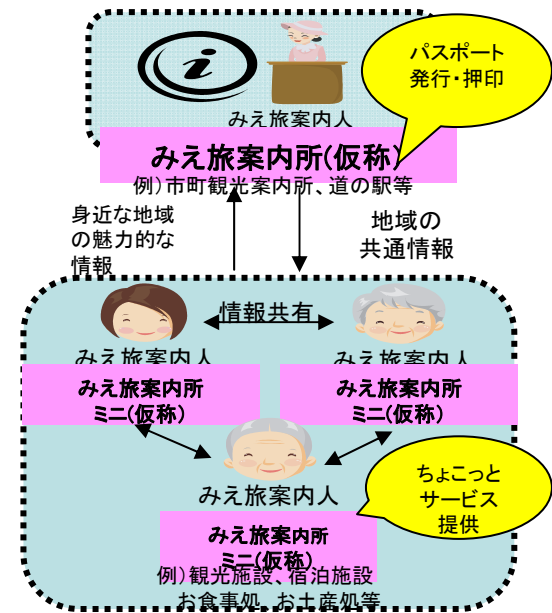 パスポート
発行・押印
みえ旅案内人
みえ旅案内所(仮称)
例)市町観光案内所、道の駅等
身近な地域
の魅力的な
情報
地域の
共通情報
情報共有
みえ旅案内人
みえ旅案内人
みえ旅案内所
ミニ(仮称)
みえ旅案内所
ミニ(仮称)
みえ旅案内人
ちょこっと
サービス
提供
みえ旅案内所
ミニ(仮称)
例)観光施設、宿泊施設
お食事処、お土産処等